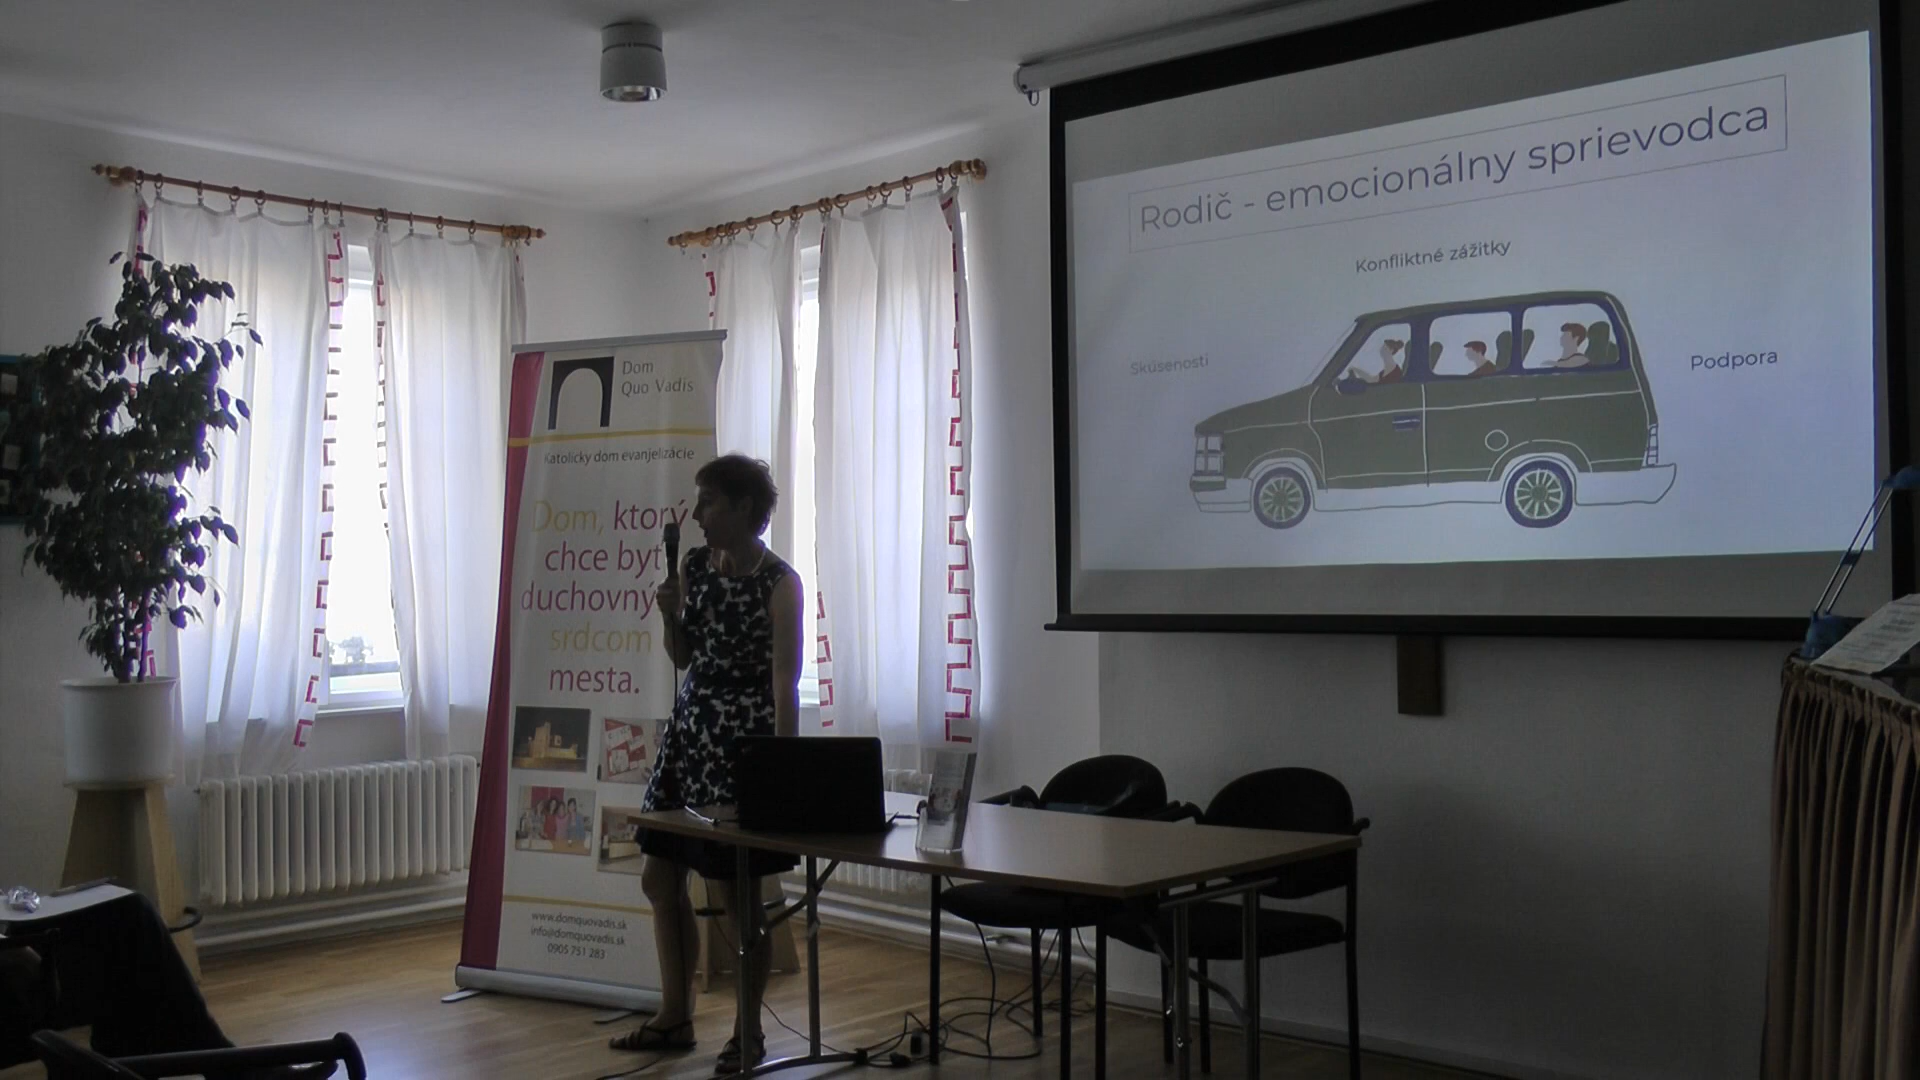 Dom
Quo Vadis
Katolícky dom evanjelizácie
Dom, ktorý
chce byť
duchovný
srdcom
mesta.
www.domquovadis.sk
info@domquovadis.sk
0905 751 283
Rodič - emocionálny sprievodca
Konfliktné zážitky
Skúsenosti
Podpora